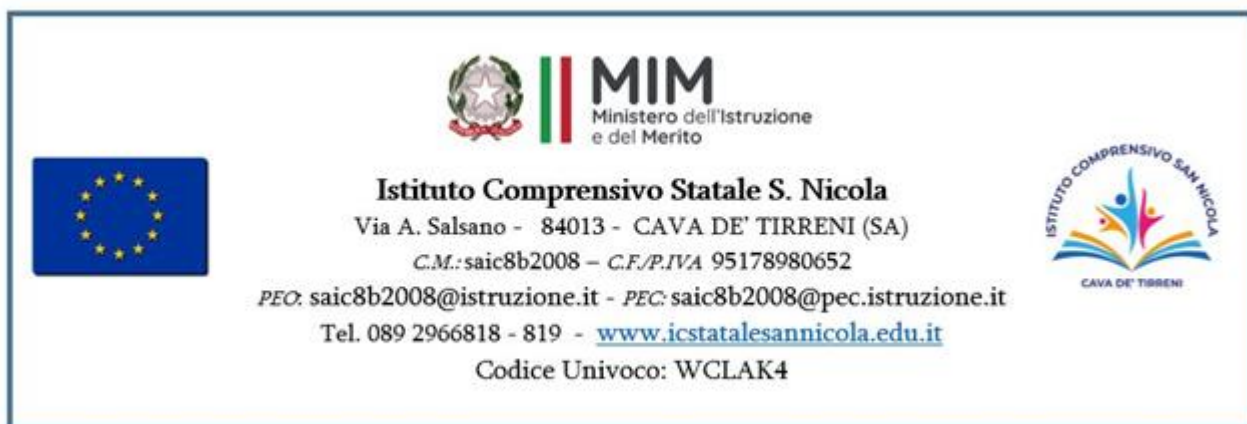 MIM
Ministero dell'Istruzione
e del Merito
Istituto Comprensivo Statale S. Nicola
Via A. Salsano - 84013 - CAVA DE' TIRRENI (SA)
C.M.: saic8b2008 – C.F./P.IVA 95178980652
PEO: saic8b2008@istruzione.it - PEC: saic8b2008@pec.istruzione.it
Tel. 089 2966818 - 819 - www.icstatalesannicola.edu.it
Codice Univoco: WCLAK4
ISTITUTO COMPRENSIVO SAN NICOLA
CAVA DE' TIRRENI